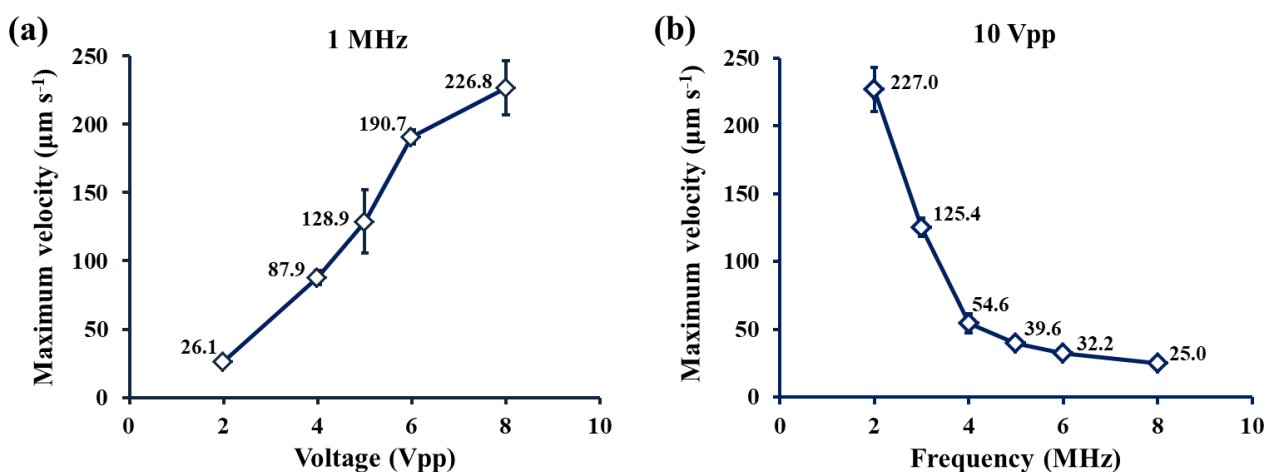 (a)
1 MHz
Maximum velocity (µm s⁻¹)
250
200
150
100
50
0
226.8
190.7
128.9
87.9
26.1
0 2 4 6 8 10
Voltage (Vpp)
(b)
10 Vpp
Maximum velocity (µm s⁻¹)
250
200
150
100
50
0
227.0
125.4
54.6
39.6
32.2
25.0
0 2 4 6 8 10
Frequency (MHz)